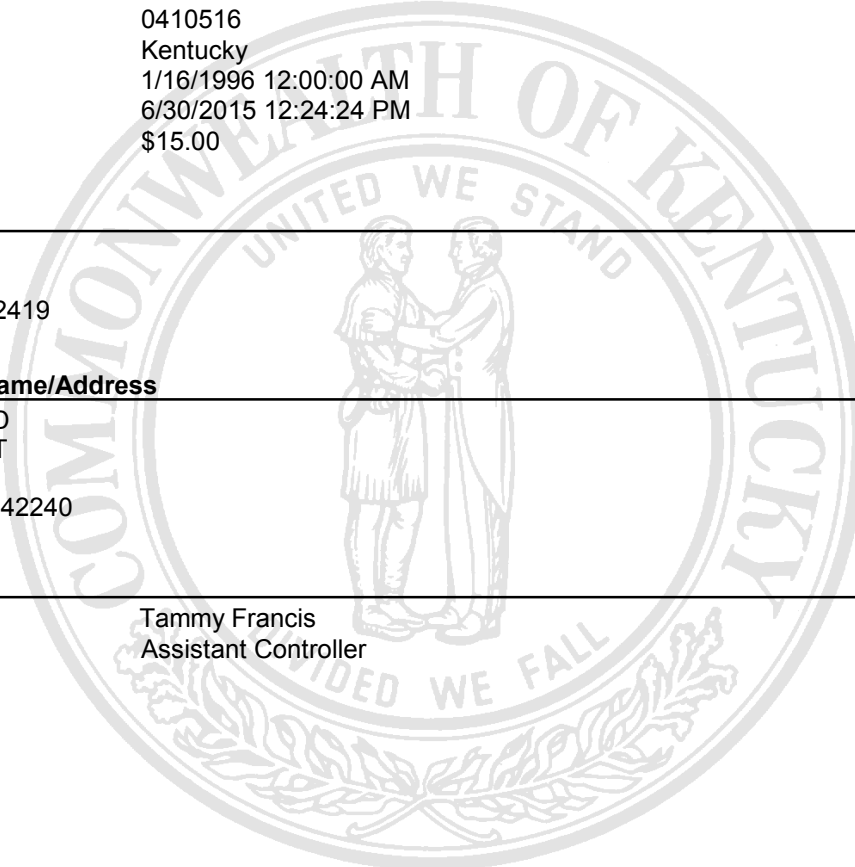 0410516
Kentucky
1/16/1996 12:00:00 AM
6/30/2015 12:24:24 PM
$15.00
COMMONWEALTH OF KENTUCKY
UNITED WE STAND
2419
ame/Address
42240
Tammy Francis
Assistant Controller
DIVIDED WE FALL